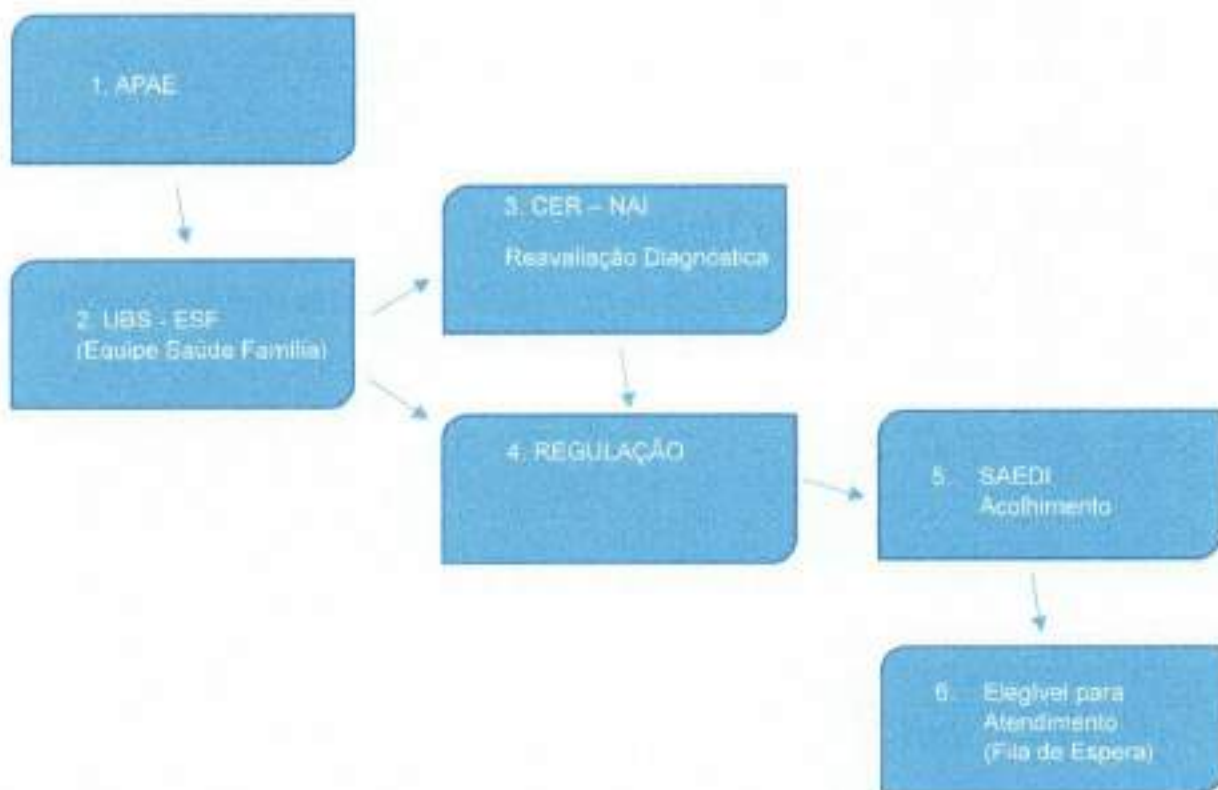 1. APAE
2. UBS - ESF
(Equipe Saúde Família)
3. CER – NAI
Reavaliação Diagnóstica
4. REGULAÇÃO
5. SAEDI
Acolhimento
6. Elegível para
Atendimento
(Fila de Espera)